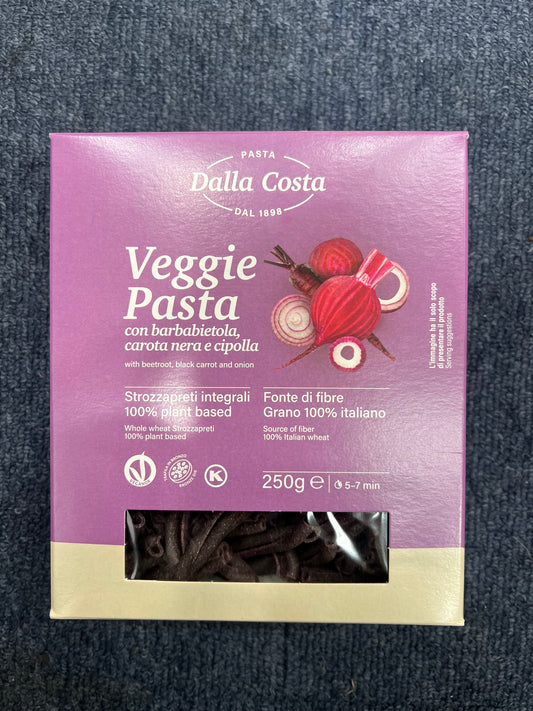 PASTA
Dalla Costa
DAL 1898
Veggie
Pasta
con barbabietola,
carota nera e cipolla
with beetroot, black carrot and onion
L'immagine ha il solo scopo
di presentare il prodotto
Serving suggestions
Strozzapreti integrali
100% plant based
Whole wheat Strozzapreti
100% plant based
Fonte di fibre
Grano 100% italiano
Source of fiber
100% Italian wheat
K
250g e
5-7 min